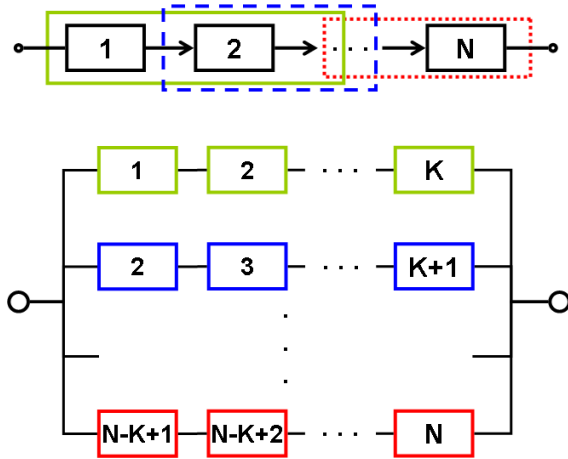 1 2 · · · N
1 2 · · · K
2 3 · · · K+1
·
·
·
N-K+1 N-K+2 · · · N